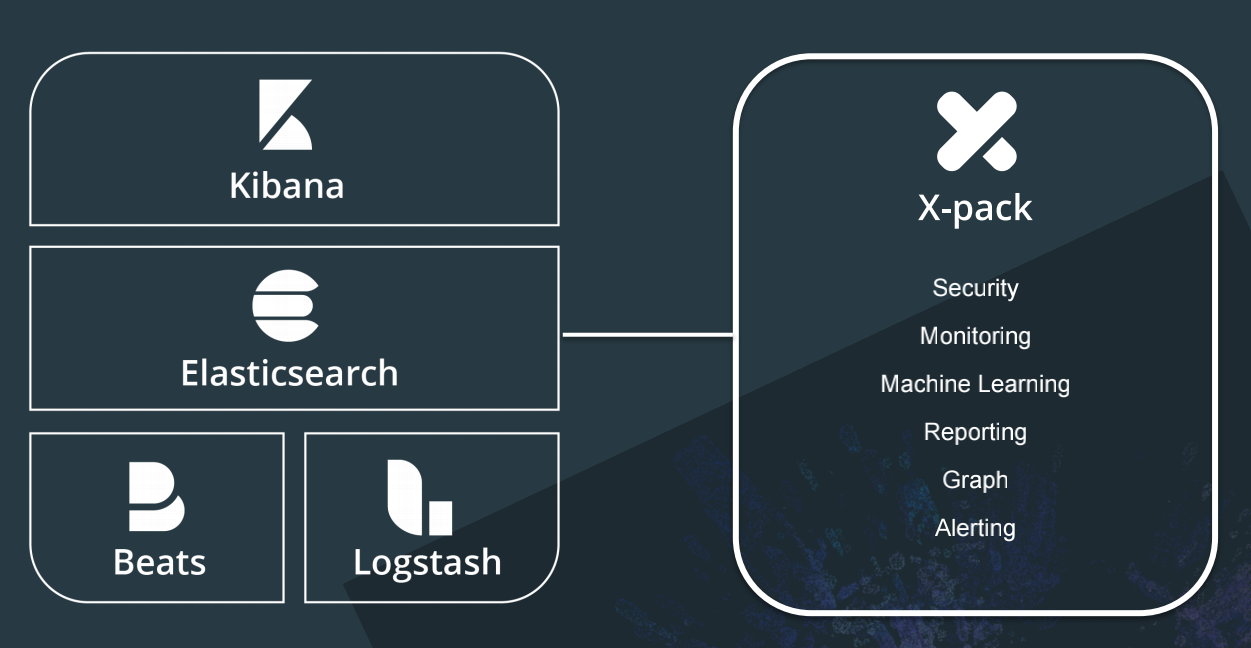 Kibana
Elasticsearch
Beats
Logstash
X-pack
Security
Monitoring
Machine Learning
Reporting
Graph
Alerting